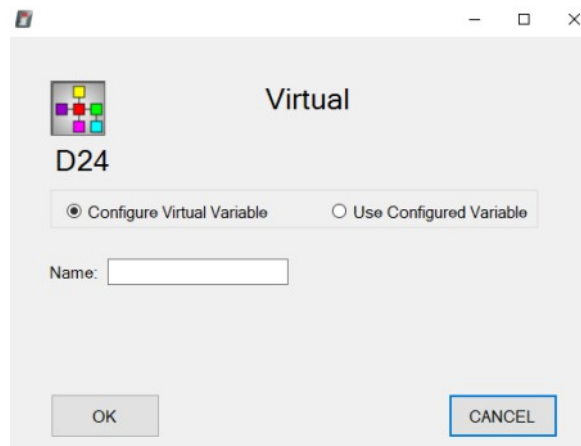 Virtual
D24
Configure Virtual Variable Use Configured Variable
Name:
OK CANCEL